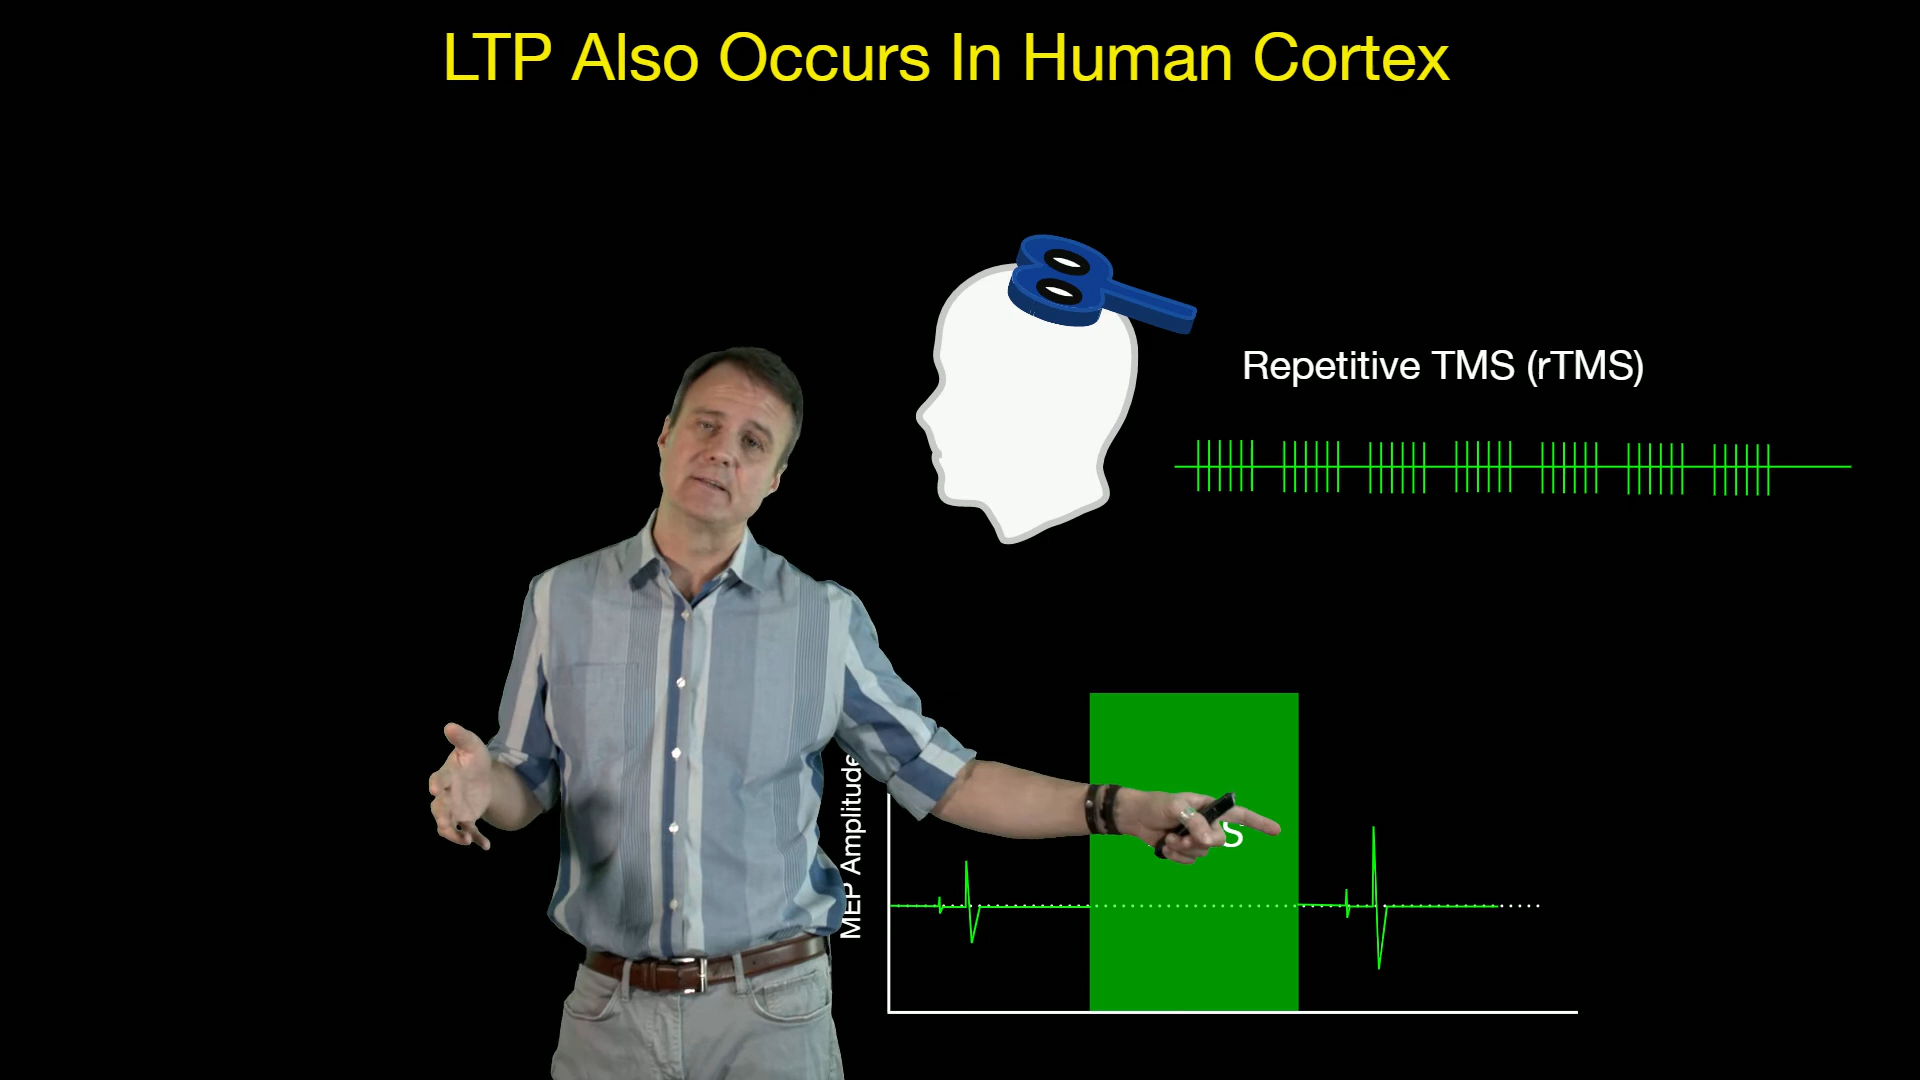 LTP Also Occurs In Human Cortex
Repetitive TMS (rTMS)
MEP Amplitude